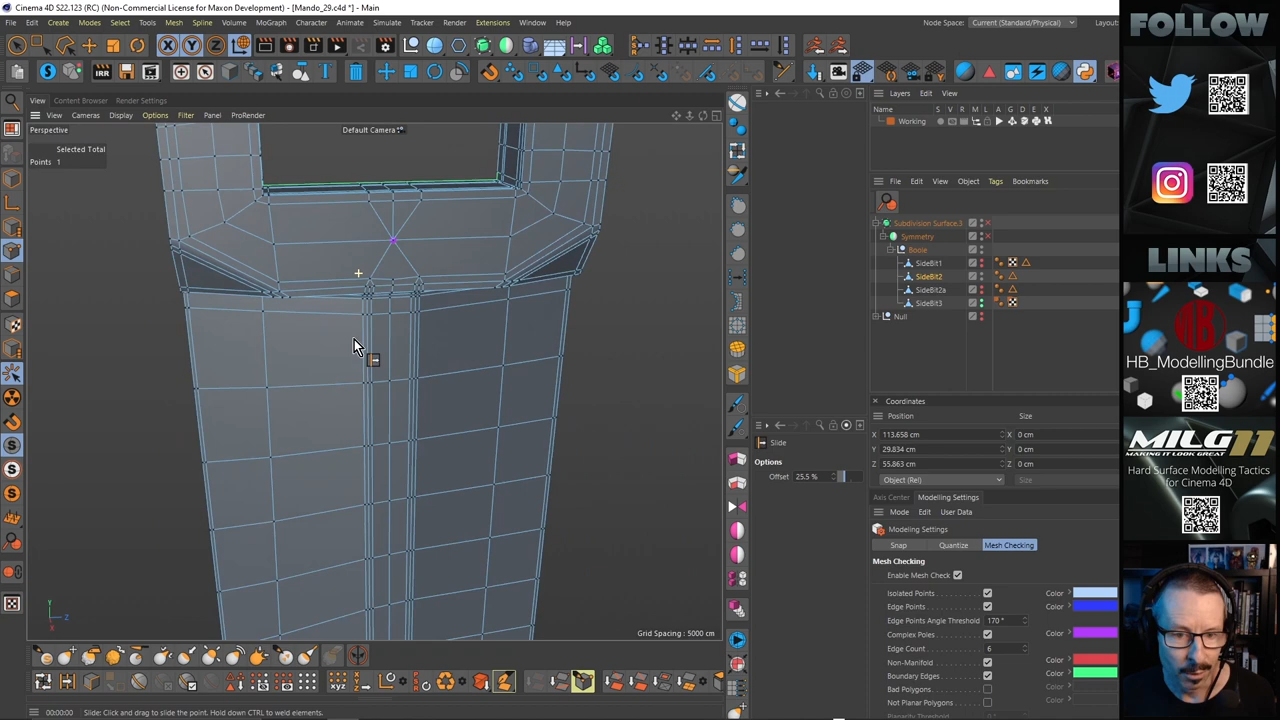 Cinema 4D S22.123 (RC) (Non-Commercial License for Maxon Development) - [Mando_29.c4d *] - Main
File Edit Create Modes Select Tools Mesh Spline Volume MoGraph Character Animate Simulate Tracker Render Extensions Window Help
Node Space: Current (Standard/Physical) Layout:
IRR PSR XYZ
View Content Browser Render Settings
View Cameras Display Options Filter Panel ProRender
Perspective
Default Camera
Selected Total
Points 1
Grid Spacing : 5000 cm
Slide
Options
Offset 25.5 %
Layers Edit View
Name S V R M L A G D E X
Working
File Edit View Object Tags Bookmarks
Subdivision Surface.3
Symmetry
Boole
SideBit1
SideBit2
SideBit2a
SideBit3
Null
Coordinates
Position Size
X 113.658 cm X 0 cm
Y 29.834 cm Y 0 cm
Z 55.863 cm Z 0 cm
Object (Rel) Size
Axis Center Modelling Settings
Mode Edit User Data
Modeling Settings
Snap Quantize Mesh Checking
Mesh Checking
Enable Mesh Check
Isolated Points Color
Edge Points Color
Edge Points Angle Threshold 170 °
Complex Poles Color
Edge Count 6
Non-Manifold Color
Boundary Edges Color
Bad Polygons
Not Planar Polygons
00:00:00 Slide: Click and drag to slide the point. Hold down CTRL to weld elements.
FOLLOW
LINKS
HB
HB_ModellingBundle
MILG11
MAKING IT LOOK GREAT
Hard Surface Modelling Tactics
for Cinema 4D